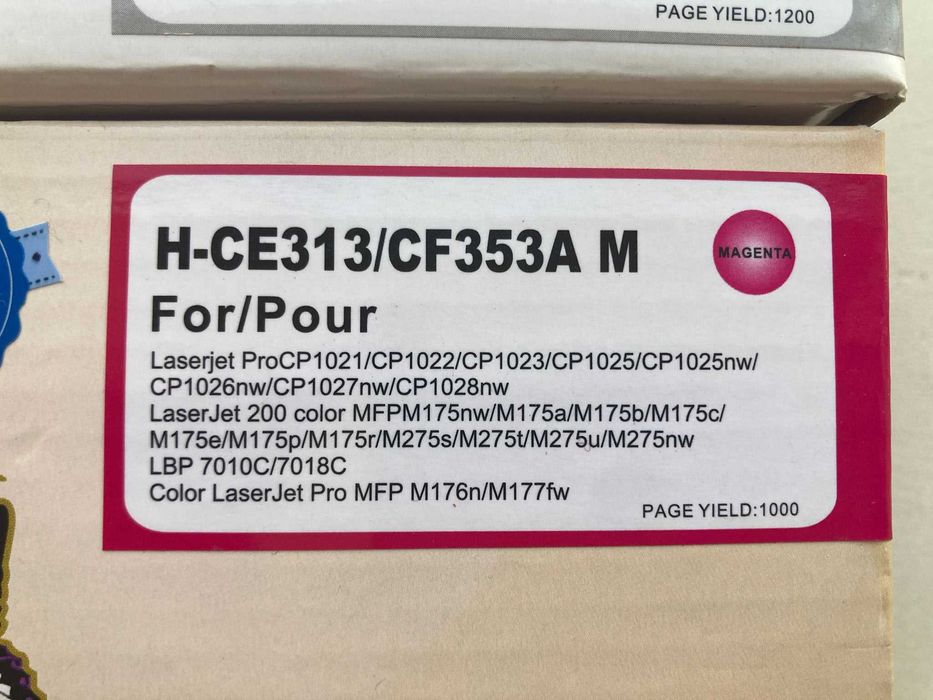 PAGE YIELD:1200
H-CE313/CF353A M
MAGENTA
For/Pour
Laserjet ProCP1021/CP1022/CP1023/CP1025/CP1025nw/
CP1026nw/CP1027nw/CP1028nw
LaserJet 200 color MFPM175nw/M175a/M175b/M175c/
M175e/M175p/M175r/M275s/M275t/M275u/M275nw
LBP 7010C/7018C
Color LaserJet Pro MFP M176n/M177fw
PAGE YIELD:1000